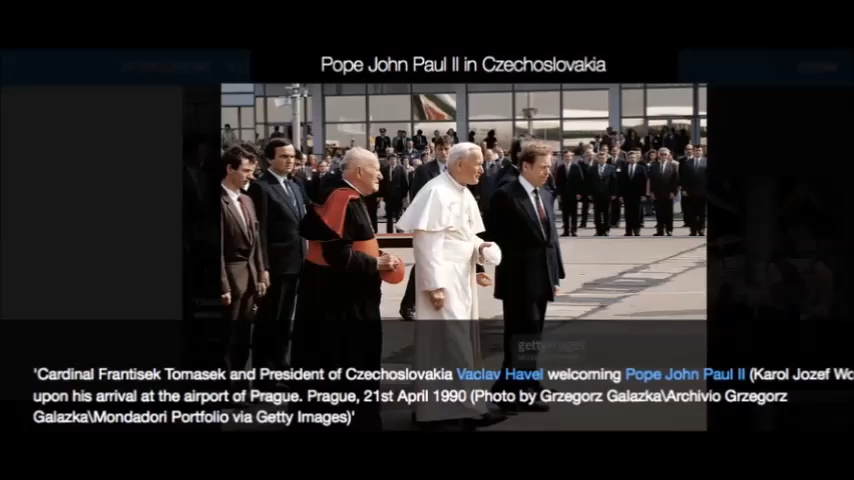 Pope John Paul II in Czechoslovakia
gettyimages
'Cardinal Frantisek Tomasek and President of Czechoslovakia Vaclav Havel welcoming Pope John Paul II (Karol Jozef Wo
upon his arrival at the airport of Prague. Prague, 21st April 1990 (Photo by Grzegorz Galazka\Archivio Grzegorz
Galazka\Mondadori Portfolio via Getty Images)'